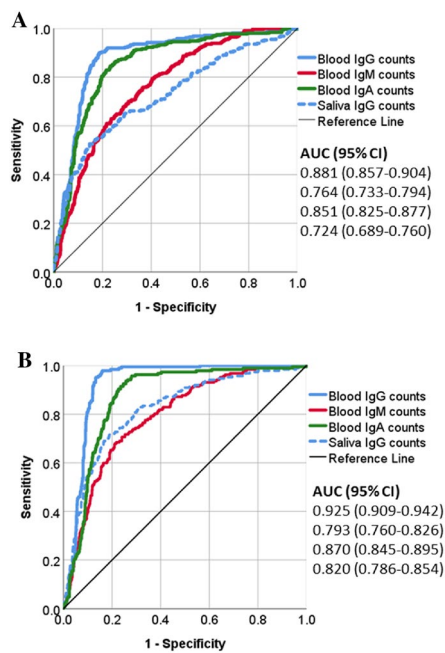 A
1.0
0.8
0.6
0.4
0.2
0.0
Sensitivity
0.0 0.2 0.4 0.6 0.8 1.0
1 - Specificity
Blood IgG counts
Blood IgM counts
Blood IgA counts
Saliva IgG counts
Reference Line
AUC (95% CI)
0.881 (0.857-0.904)
0.764 (0.733-0.794)
0.851 (0.825-0.877)
0.724 (0.689-0.760)
B
1.0
0.8
0.6
0.4
0.2
0.0
Sensitivity
0.0 0.2 0.4 0.6 0.8 1.0
1 - Specificity
Blood IgG counts
Blood IgM counts
Blood IgA counts
Saliva IgG counts
Reference Line
AUC (95% CI)
0.925 (0.909-0.942)
0.793 (0.760-0.826)
0.870 (0.845-0.895)
0.820 (0.786-0.854)